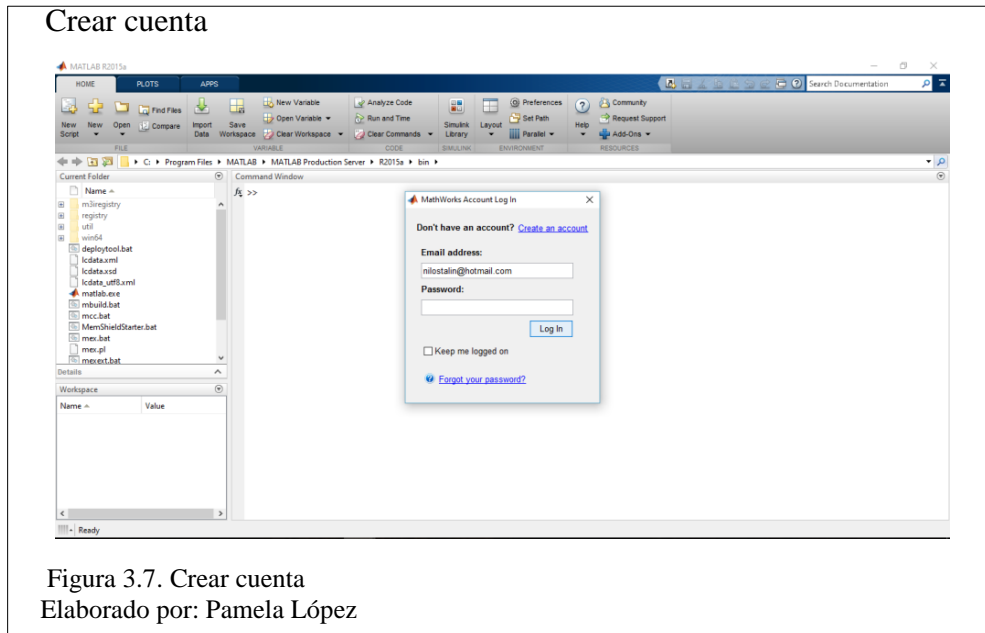 Crear cuenta
MATLAB R2015a
HOME PLOTS APPS
Search Documentation
New Script
New
Open
Find Files
Compare
Import Data
Save Workspace
New Variable
Open Variable
Clear Workspace
Analyze Code
Run and Time
Clear Commands
Simulink Library
Layout
Preferences
Set Path
Parallel
Help
Community
Request Support
Add-Ons
FILE VARIABLE CODE SIMULINK ENVIRONMENT RESOURCES
C: Program Files MATLAB MATLAB Production Server R2015a bin
Current Folder
Name
m3iregistry
registry
util
win64
deploytool.bat
lcdata.xml
lcdata.xsd
lcdata_utf8.xml
matlab.exe
mbuild.bat
mcc.bat
MemShieldStarter.bat
mex.bat
mex.pl
mexext.bat
Details
Workspace
Name Value
Command Window
fx >>
MathWorks Account Log In
Don't have an account? Create an account
Email address:
nilostalin@hotmail.com
Password:
Log In
Keep me logged on
Forgot your password?
Ready
Figura 3.7. Crear cuenta
Elaborado por: Pamela López